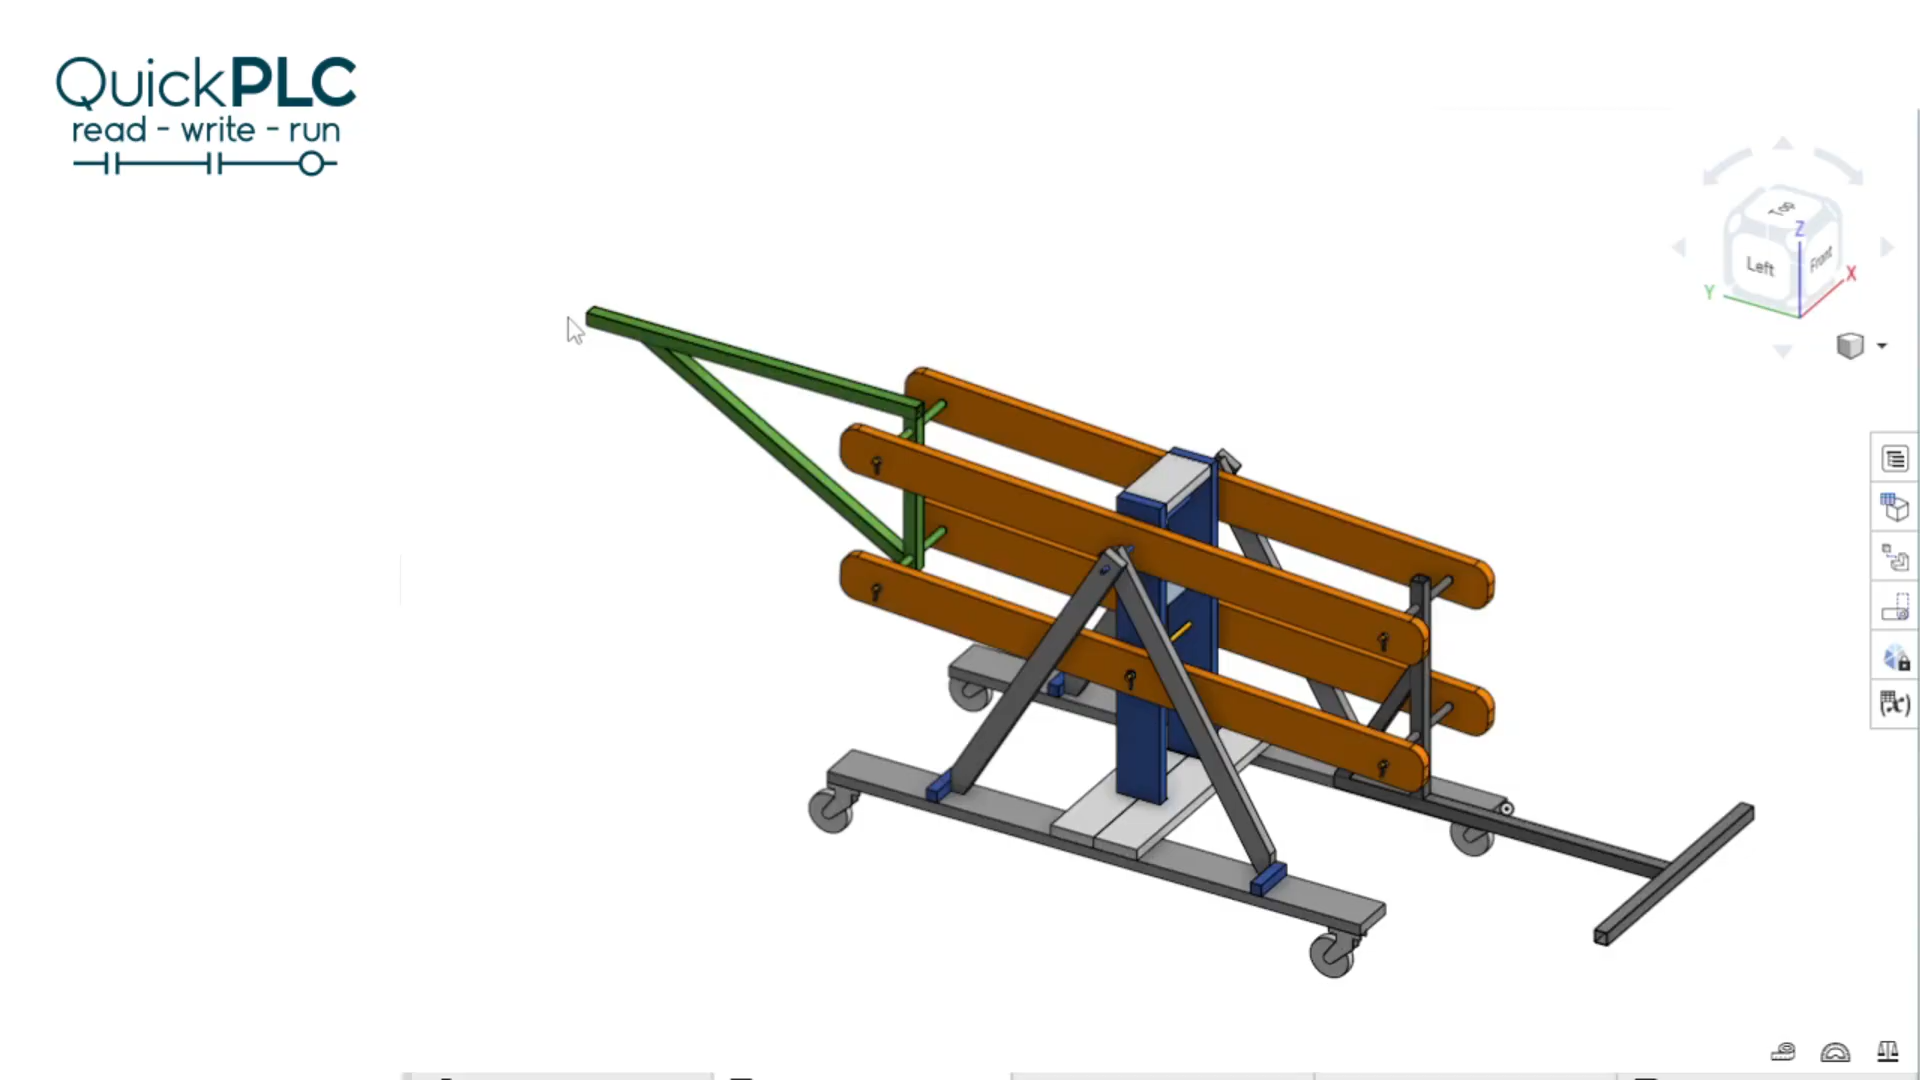 QuickPLC
read - write - run
Top
Z
Left
Front
X
Y
(x)